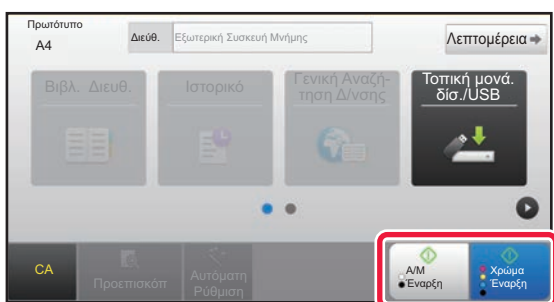 Πρωτότυπο
A4
Διεύθ.
Εξωτερική Συσκευή Μνήμης
Λεπτομέρεια
Βιβλ. Διευθ.
Ιστορικό
Γενική Αναζή-
τηση Δ/νσης
Τοπική μονά.
δίσ./USB
CA
Προεπισκόπ
Αυτόματη
Ρύθμιση
Α/Μ
Έναρξη
Χρώμα
Έναρξη